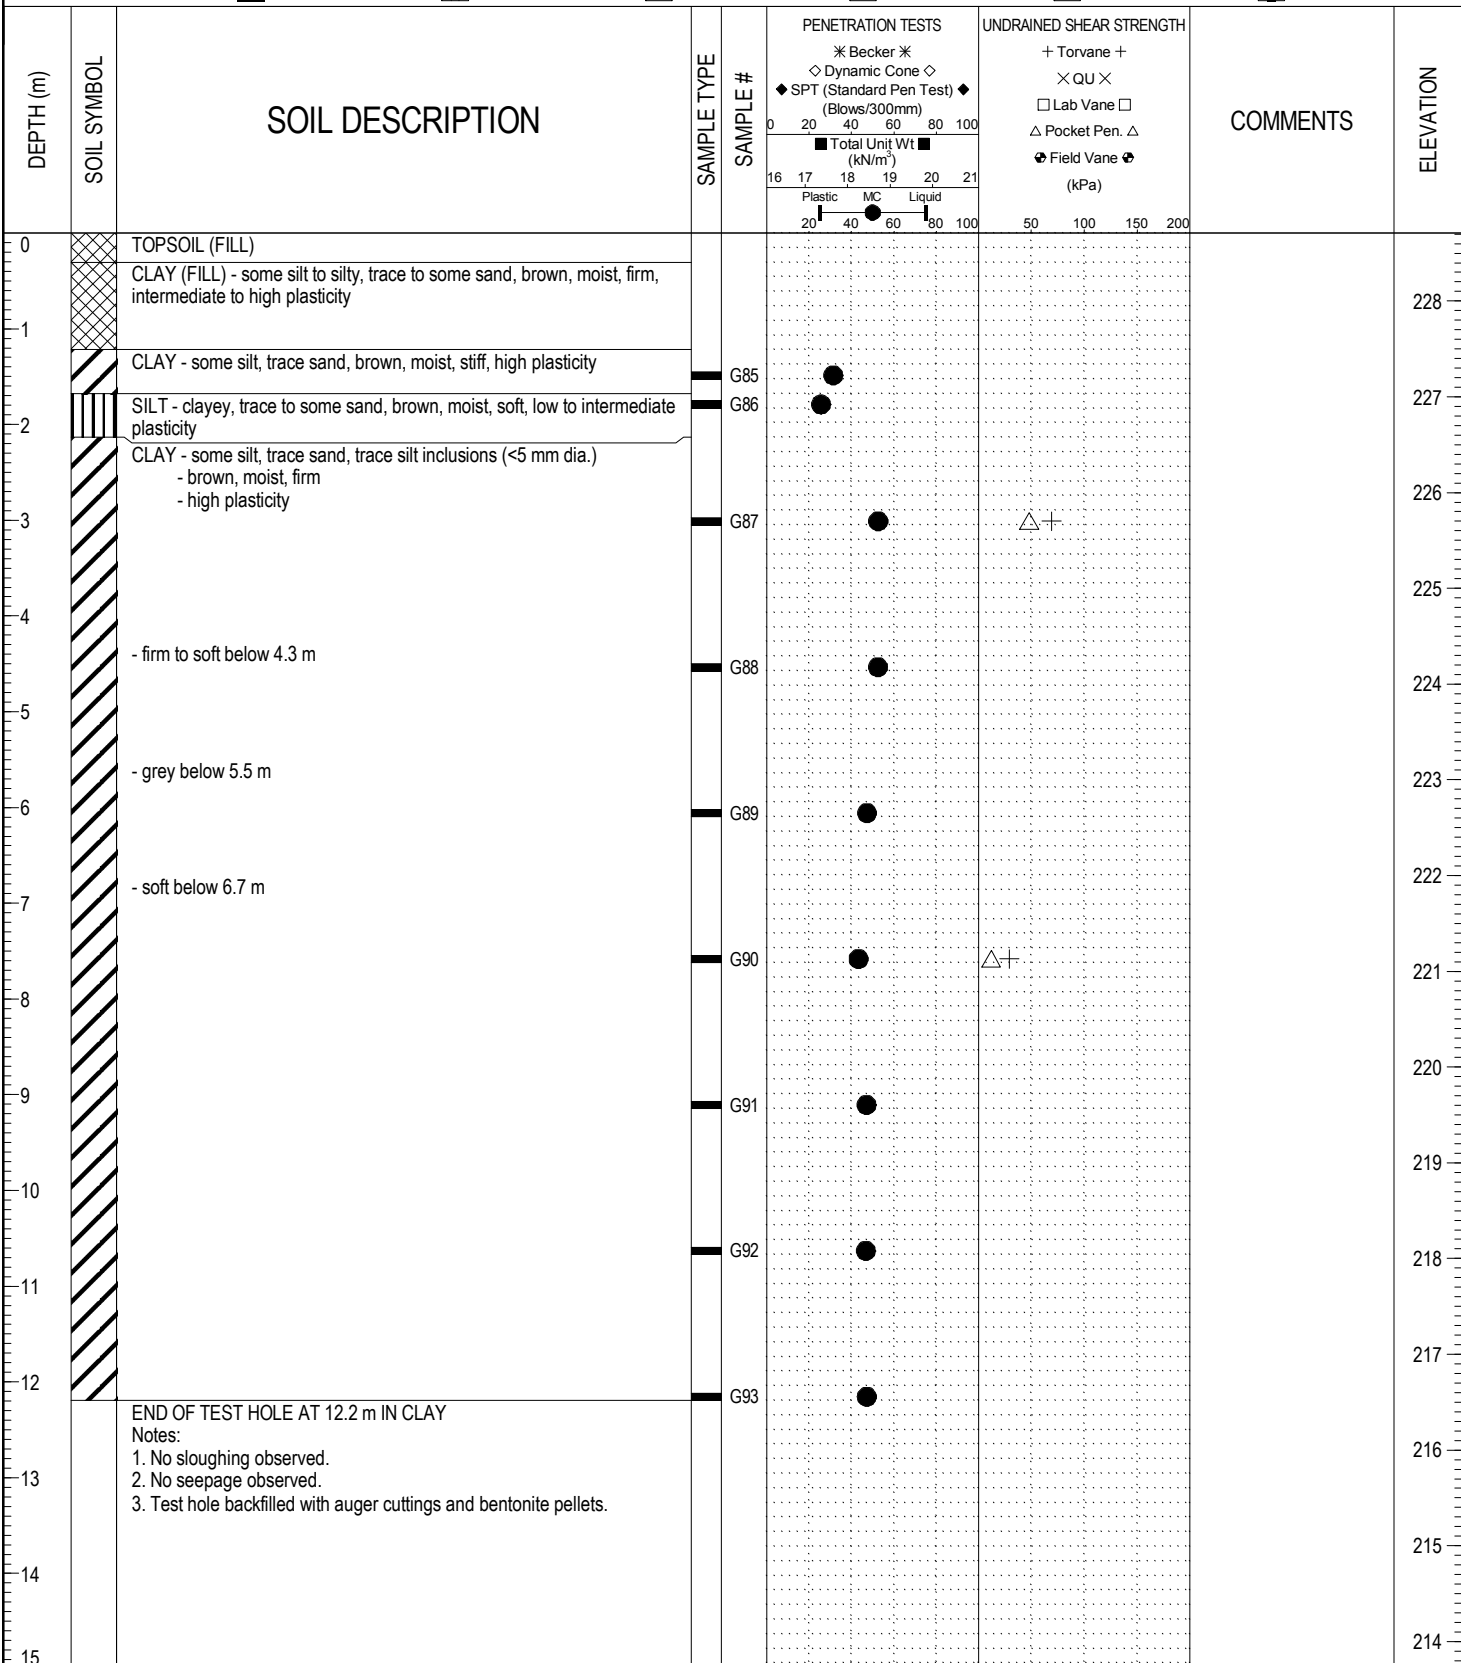 DEPTH (m)
SOIL SYMBOL
SOIL DESCRIPTION
SAMPLE TYPE
SAMPLE #
PENETRATION TESTS
✳ Becker ✳
◇ Dynamic Cone ◇
◆ SPT (Standard Pen Test) ◆
(Blows/300mm)
0 20 40 60 80 100
■ Total Unit Wt ■
(kN/m³)
16 17 18 19 20 21
Plastic MC Liquid
20 40 60 80 100
UNDRAINED SHEAR STRENGTH
+ Torvane +
× QU ×
□ Lab Vane □
△ Pocket Pen. △
Field Vane
(kPa)
50 100 150 200
COMMENTS
ELEVATION
0
TOPSOIL (FILL)
CLAY (FILL) - some silt to silty, trace to some sand, brown, moist, firm,
intermediate to high plasticity
228
1
CLAY - some silt, trace sand, brown, moist, stiff, high plasticity
G85
227
SILT - clayey, trace to some sand, brown, moist, soft, low to intermediate
plasticity
G86
2
CLAY - some silt, trace sand, trace silt inclusions (<5 mm dia.)
- brown, moist, firm
- high plasticity
226
3
G87
225
4
- firm to soft below 4.3 m
G88
224
5
- grey below 5.5 m
223
6
G89
- soft below 6.7 m
222
7
G90
221
8
220
9
G91
219
10
G92
218
11
217
12
G93
END OF TEST HOLE AT 12.2 m IN CLAY
Notes:
1. No sloughing observed.
2. No seepage observed.
3. Test hole backfilled with auger cuttings and bentonite pellets.
216
13
215
14
214
15